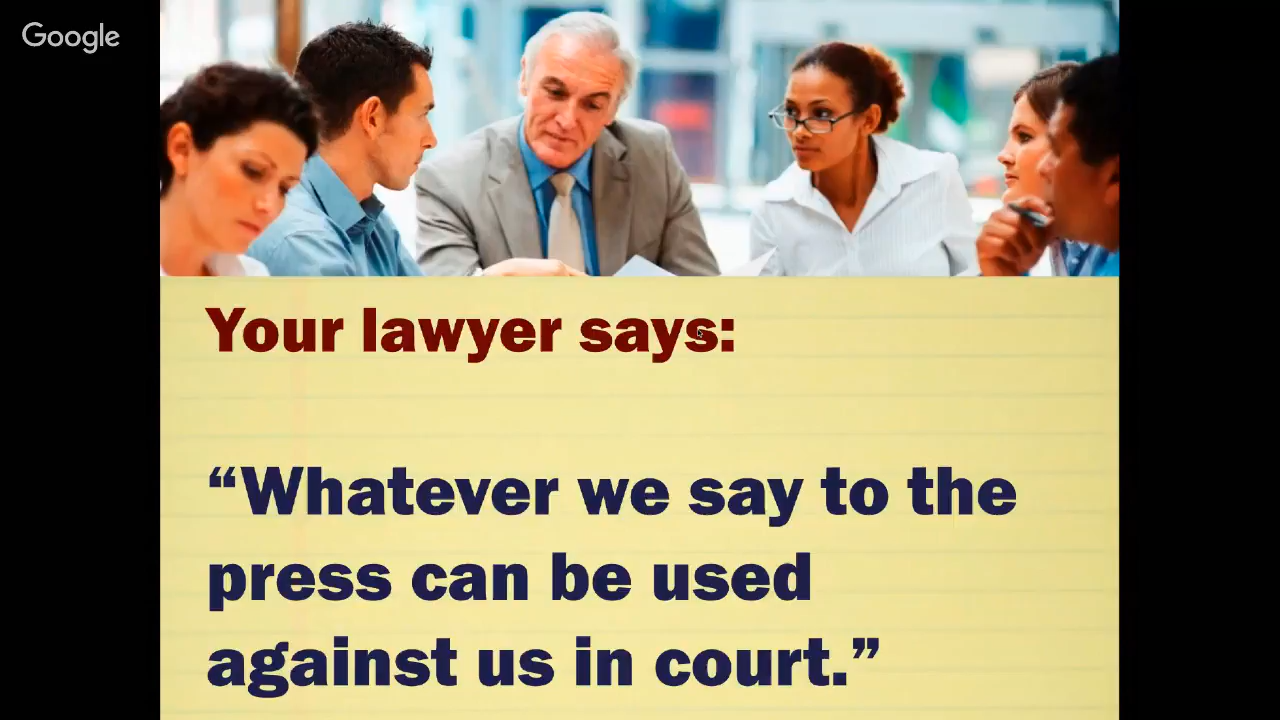 Google
Your lawyer says:
“Whatever we say to the
press can be used
against us in court.”